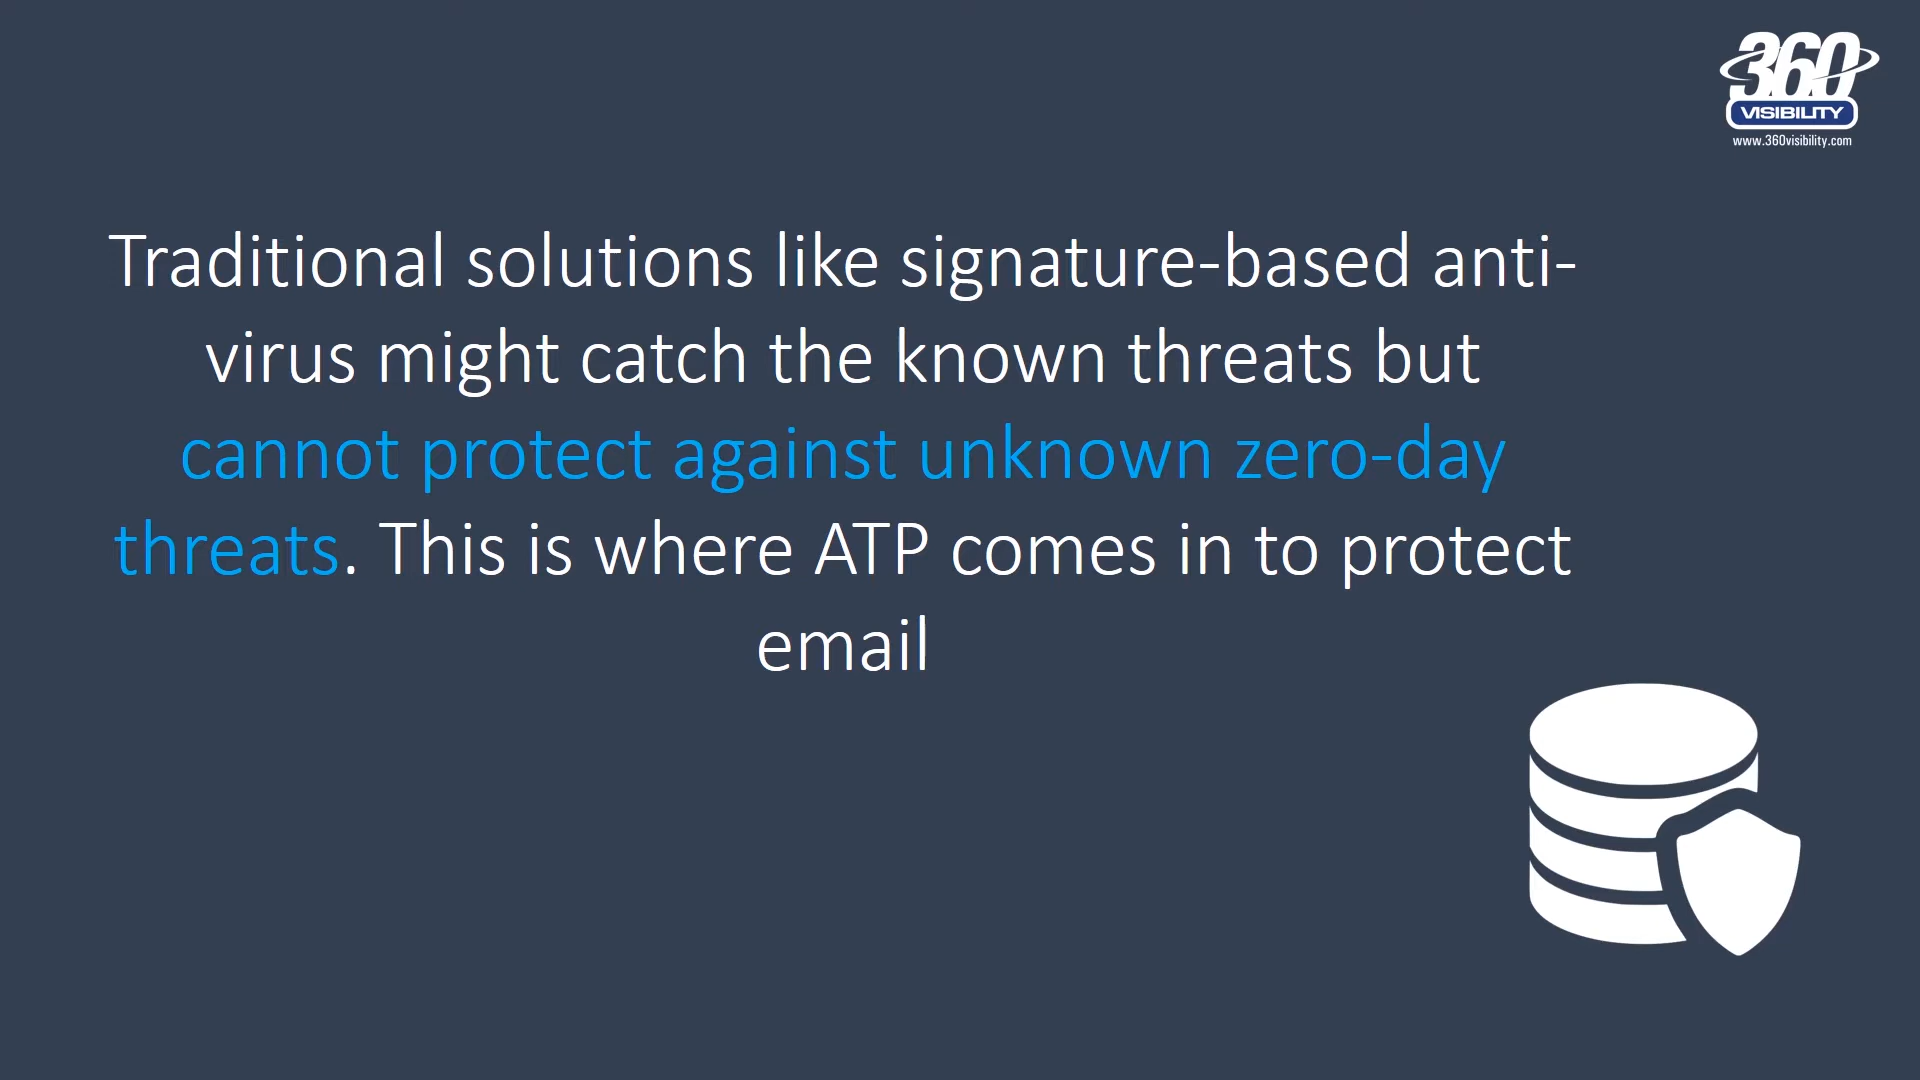 360
VISIBILITY
www.360visibility.com
Traditional solutions like signature-based anti-
virus might catch the known threats but
cannot protect against unknown zero-day
threats. This is where ATP comes in to protect
email